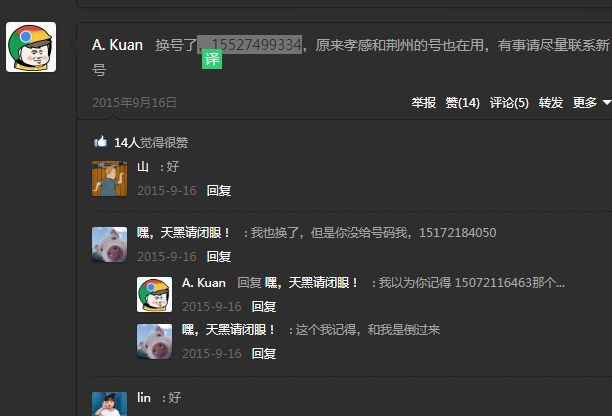 A. Kuan 换号了，15527499334，原来孝感和荆州的号也在用，有事请尽量联系新
号
译
2015年9月16日 举报 赞(14) 评论(5) 转发 更多
14人觉得很赞
山 : 好
2015-9-16 回复
嘿，天黑请闭眼！ : 我也换了，但是你没给号码我，15172184050
2015-9-16 回复
A. Kuan 回复 嘿，天黑请闭眼！ : 我以为你记得 15072116463那个...
2015-9-16 回复
嘿，天黑请闭眼！ : 这个我记得，和我是倒过来
2015-9-16 回复
lin : 好